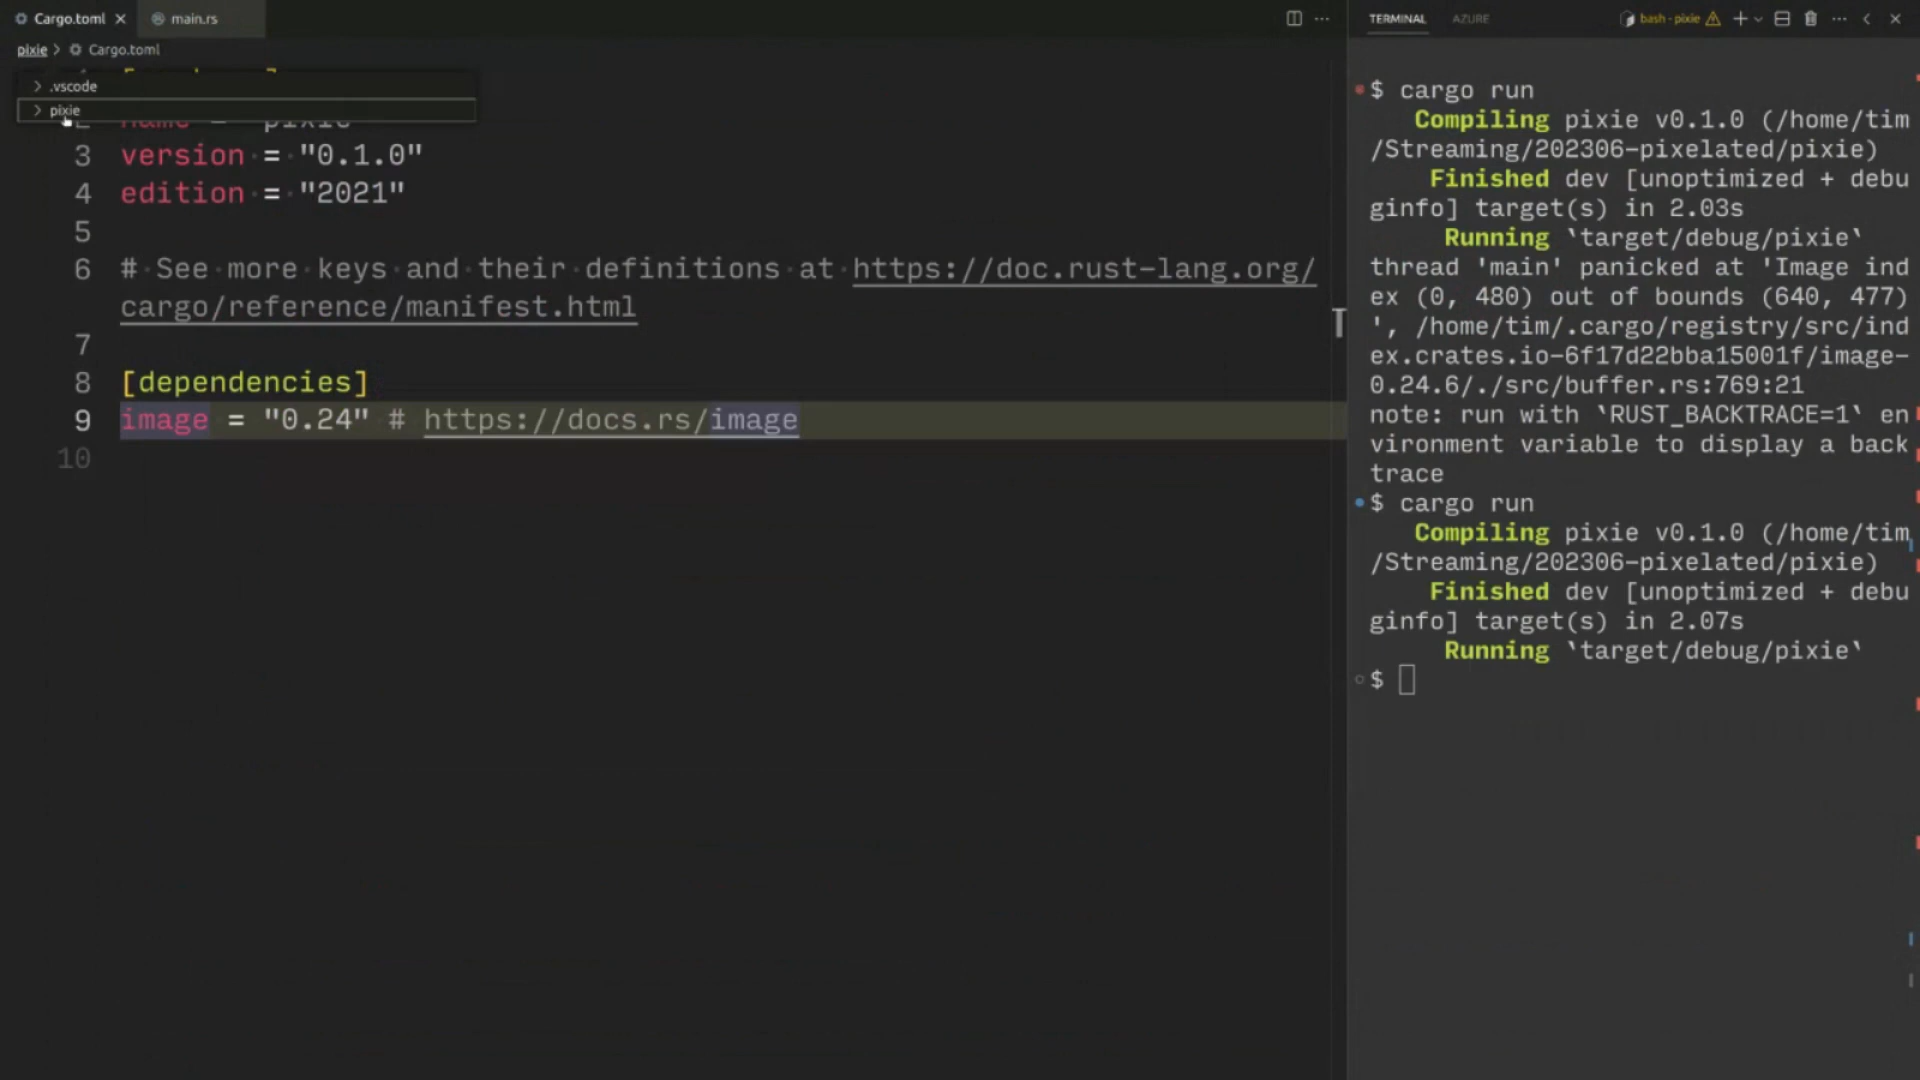 Cargo.toml
main.rs
pixie > Cargo.toml
.vscode
pixie
2 name = "pixie"
3 version = "0.1.0"
4 edition = "2021"
5
6 # See more keys and their definitions at https://doc.rust-lang.org/
cargo/reference/manifest.html
7
8 [dependencies]
9 image = "0.24" # https://docs.rs/image
10
TERMINAL AZURE bash - pixie
$ cargo run
Compiling pixie v0.1.0 (/home/tim
/Streaming/202306-pixelated/pixie)
Finished dev [unoptimized + debu
ginfo] target(s) in 2.03s
Running `target/debug/pixie`
thread 'main' panicked at 'Image ind
ex (0, 480) out of bounds (640, 477)
', /home/tim/.cargo/registry/src/ind
ex.crates.io-6f17d22bba15001f/image-
0.24.6/./src/buffer.rs:769:21
note: run with `RUST_BACKTRACE=1` en
vironment variable to display a back
trace
$ cargo run
Compiling pixie v0.1.0 (/home/tim
/Streaming/202306-pixelated/pixie)
Finished dev [unoptimized + debu
ginfo] target(s) in 2.07s
Running `target/debug/pixie`
$